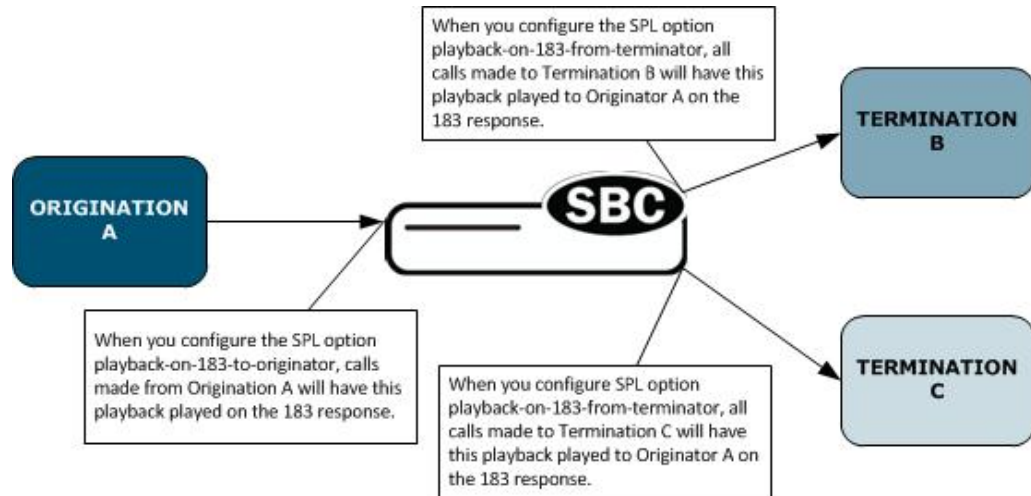 When you configure the SPL option
playback-on-183-from-terminator, all
calls made to Termination B will have this
playback played to Originator A on the
183 response.
TERMINATION
B
ORIGINATION
A
SBC
When you configure the SPL option
playback-on-183-to-originator, calls
made from Origination A will have this
playback played on the 183 response.
When you configure SPL option
playback-on-183-from-terminator, all
calls made to Termination C will have
this playback played to Originator A on
the 183 response.
TERMINATION
C